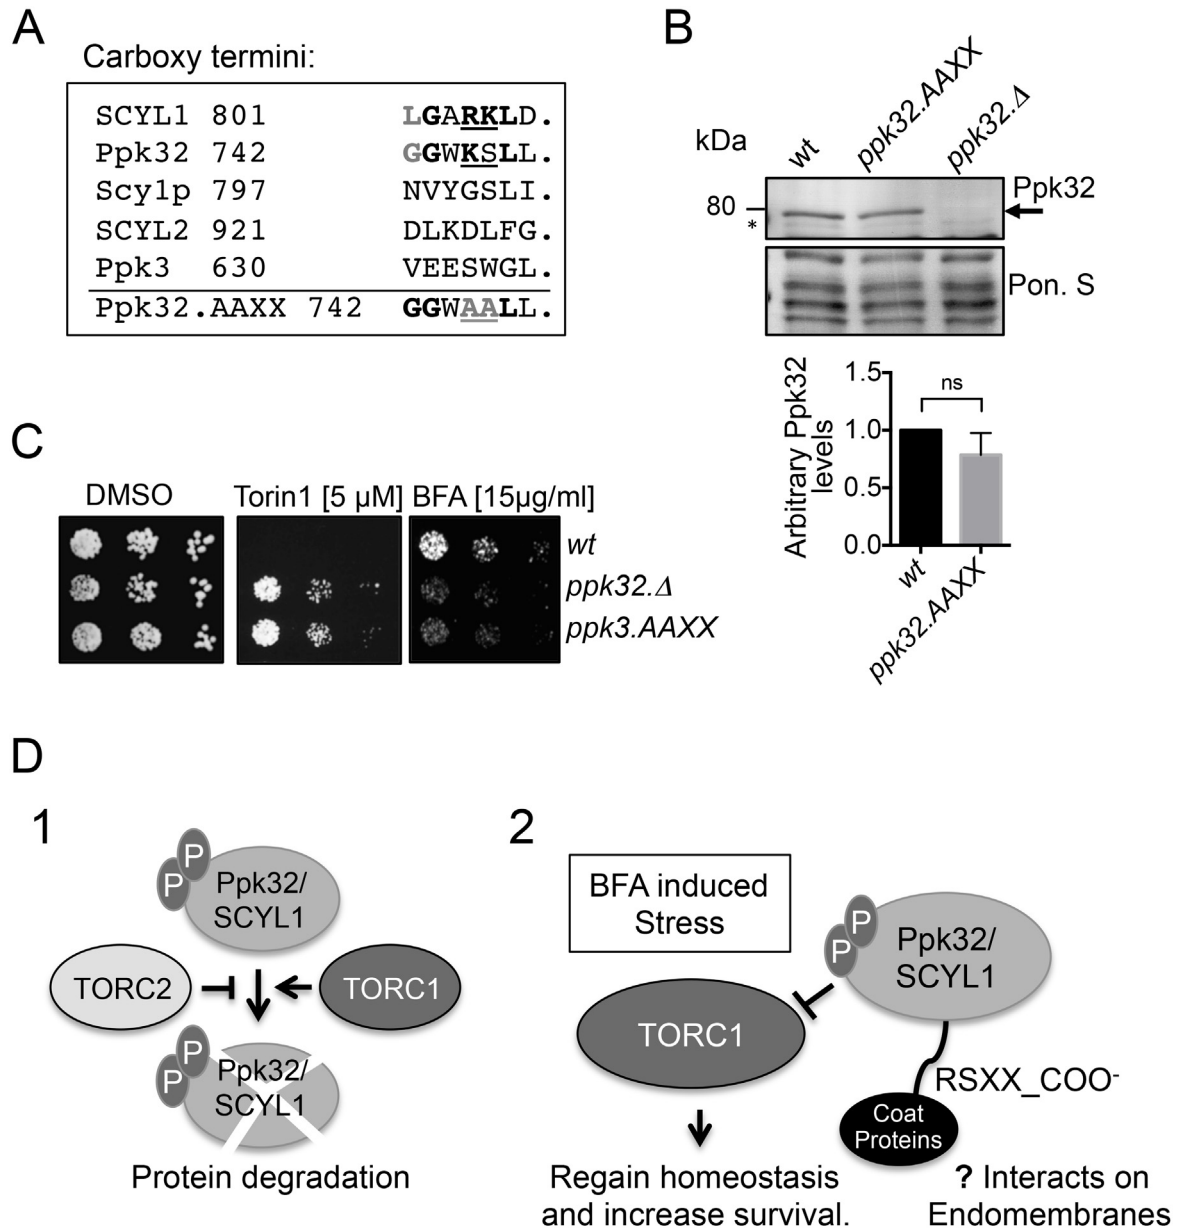 A
Carboxy termini:
SCYL1 801 LGARKLD.
Ppk32 742 GGWKSLL.
Scy1p 797 NVYGSLI.
SCYL2 921 DLKDLFG.
Ppk3 630 VEESWGL.
Ppk32.AAXX 742 GGWAALL.
B
kDa
wt
ppk32.AAXX
ppk32.Δ
80
*
Ppk32
Pon. S
Arbitrary Ppk32
levels
1.5
1.0
0.5
0.0
ns
wt
ppk32.AAXX
C
DMSO
Torin1 [5 µM]
BFA [15µg/ml]
wt
ppk32.Δ
ppk3.AAXX
D
1
P
P
Ppk32/
SCYL1
TORC2
TORC1
P
P
Ppk32/
SCYL1
Protein degradation
2
BFA induced
Stress
P
P
Ppk32/
SCYL1
TORC1
RSXX_COO-
Coat
Proteins
Regain homeostasis
and increase survival.
? Interacts on
Endomembranes